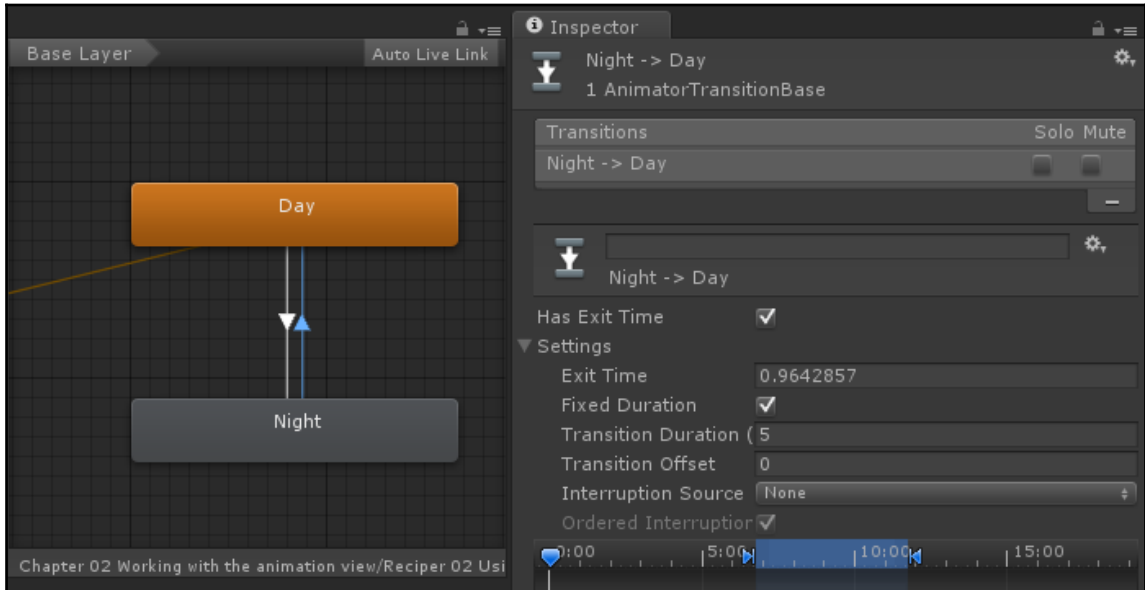 Base Layer
Auto Live Link
Day
Night
Chapter 02 Working with the animation view/Reciper 02 Usi
Inspector
Night -> Day
1 AnimatorTransitionBase
Transitions Solo Mute
Night -> Day
Night -> Day
Has Exit Time
Settings
Exit Time 0.9642857
Fixed Duration
Transition Duration ( 5
Transition Offset 0
Interruption Source None
Ordered Interruption
0:00 5:00 10:00 15:00